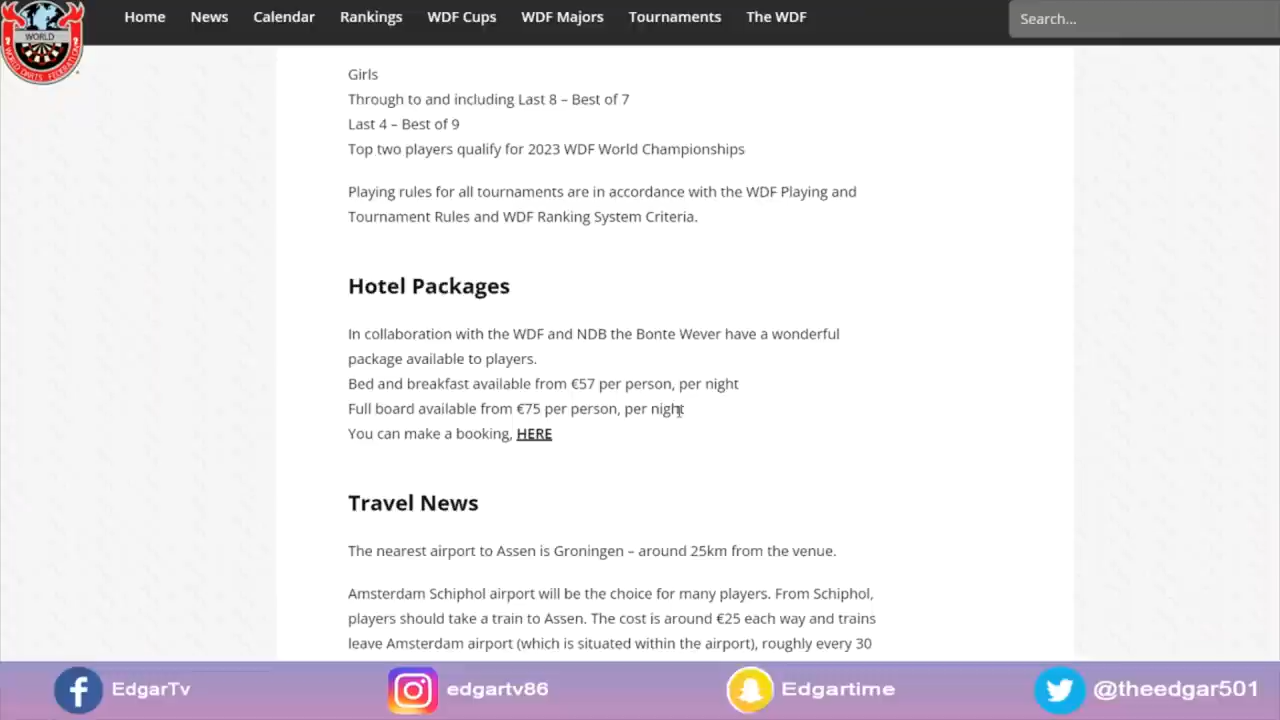 Home News Calendar Rankings WDF Cups WDF Majors Tournaments The WDF Search...
WORLD
WORLD DARTS FEDERATION
Girls
Through to and including Last 8 – Best of 7
Last 4 – Best of 9
Top two players qualify for 2023 WDF World Championships
Playing rules for all tournaments are in accordance with the WDF Playing and
Tournament Rules and WDF Ranking System Criteria.
Hotel Packages
In collaboration with the WDF and NDB the Bonte Wever have a wonderful
package available to players.
Bed and breakfast available from €57 per person, per night
Full board available from €75 per person, per night
You can make a booking, HERE
Travel News
The nearest airport to Assen is Groningen – around 25km from the venue.
Amsterdam Schiphol airport will be the choice for many players. From Schiphol,
players should take a train to Assen. The cost is around €25 each way and trains
leave Amsterdam airport (which is situated within the airport), roughly every 30
EdgarTv edgartv86 Edgartime @theedgar501